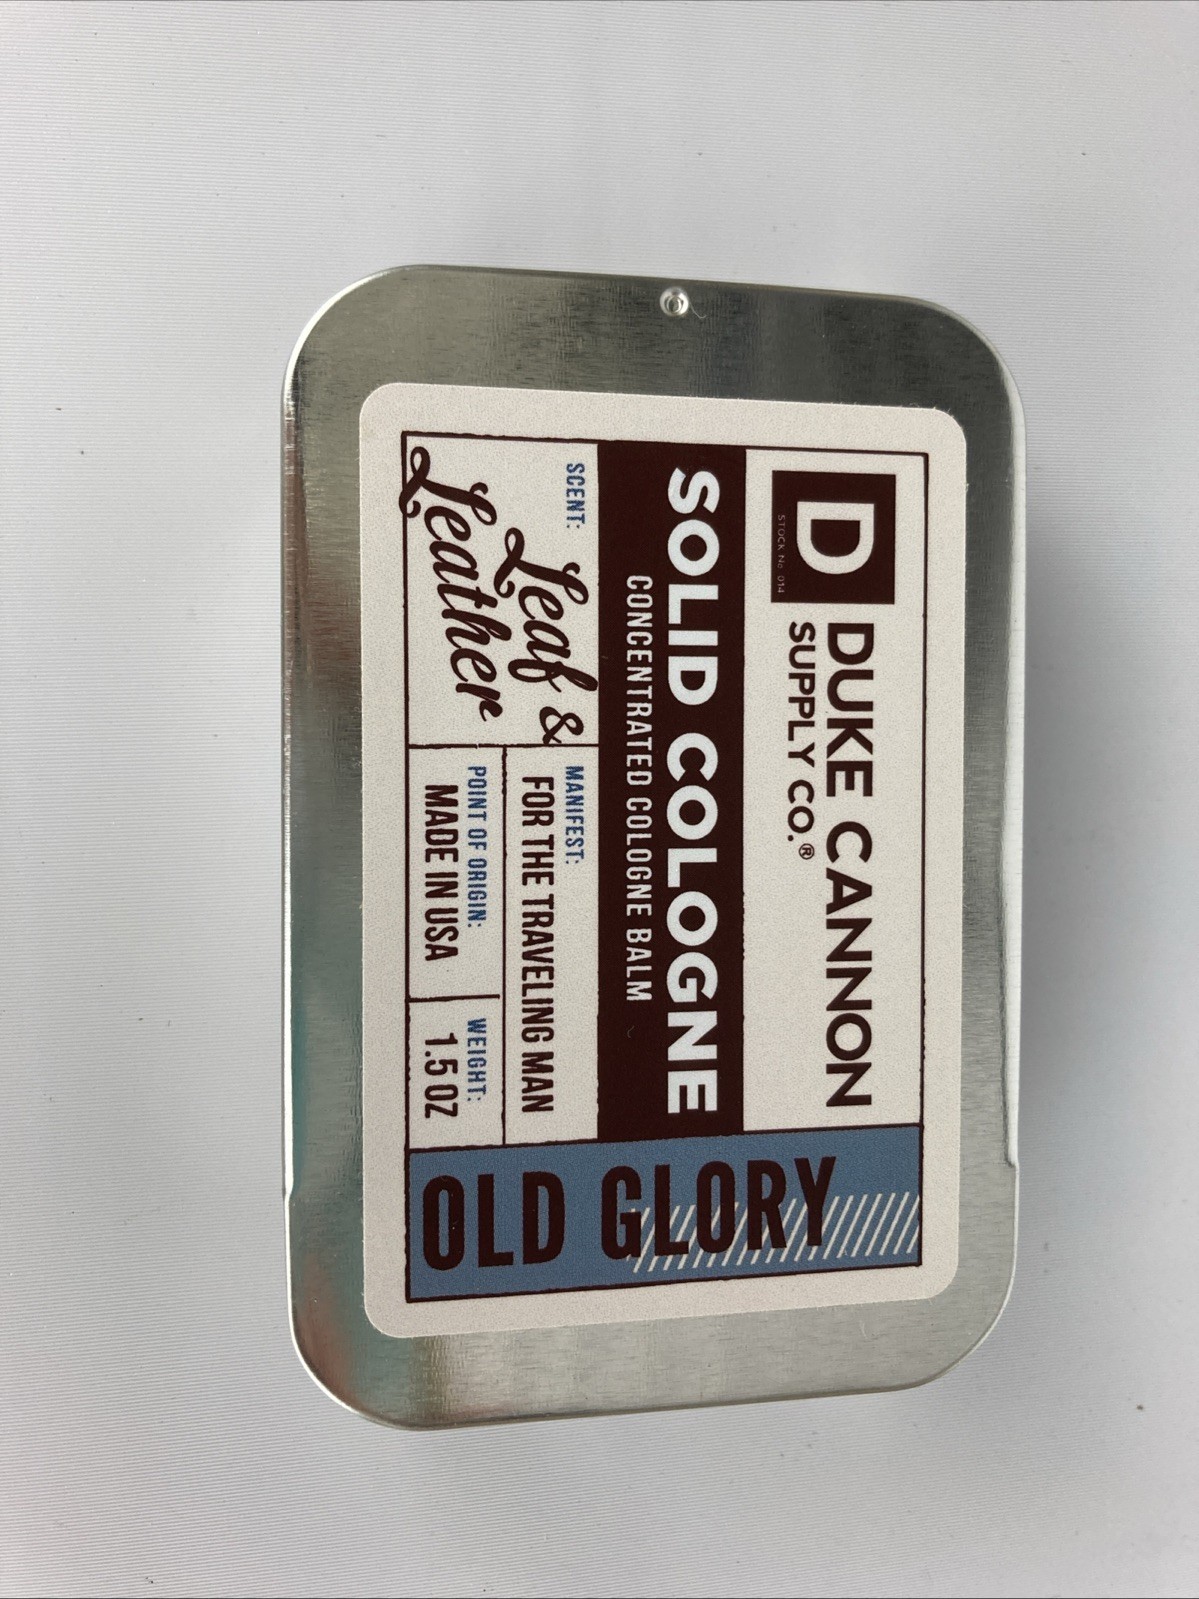 D
STOCK No. 014
DUKE CANNON
SUPPLY CO.®
SOLID COLOGNE
CONCENTRATED COLOGNE BALM
SCENT:
Leaf &
Leather
MANIFEST:
FOR THE TRAVELING MAN
POINT OF ORIGIN:
MADE IN USA
WEIGHT:
1.5 OZ
OLD GLORY